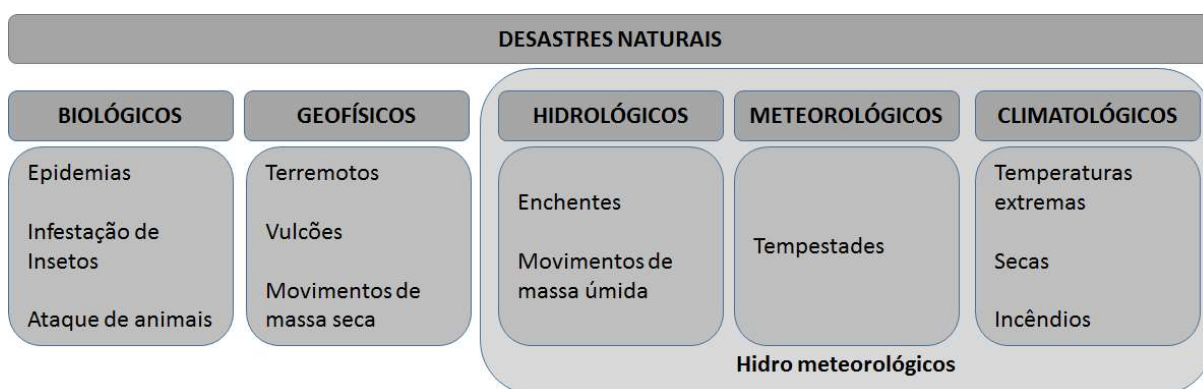 DESASTRES NATURAIS
BIOLÓGICOS
Epidemias
Infestação de
Insetos
Ataque de animais
GEOFÍSICOS
Terremotos
Vulcões
Movimentos de
massa seca
HIDROLÓGICOS
Enchentes
Movimentos de
massa úmida
METEOROLÓGICOS
Tempestades
CLIMATOLÓGICOS
Temperaturas
extremas
Secas
Incêndios
Hidro meteorológicos